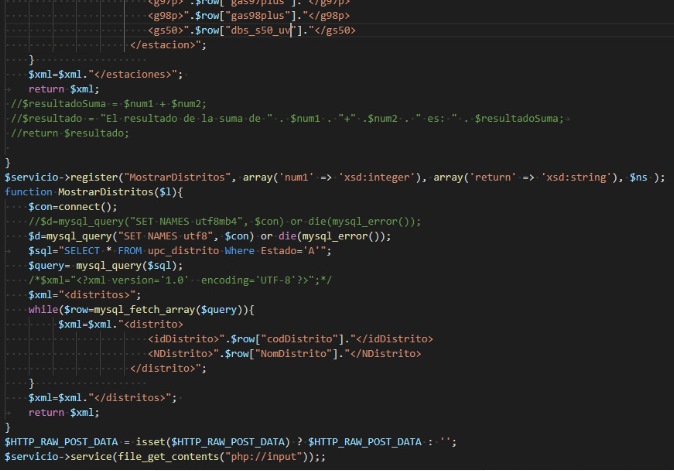 <g97p>".$row["gas97plus"]."</g97p>
<g98p>".$row["gas98plus"]."</g98p>
<gs50>".$row["dbs_s50_uv"]."</gs50>
</estacion>";
}
$xml=$xml."</estaciones>";
return $xml;
//$resultadoSuma = $num1 + $num2;
//$resultado = "El resultado de la suma de " . $num1 . "+" .$num2 . " es: " . $resultadoSuma;
//return $resultado;
}
$servicio->register("MostrarDistritos", array('num1' => 'xsd:integer'), array('return' => 'xsd:string'), $ns );
function MostrarDistritos($l){
$con=connect();
//$d=mysql_query("SET NAMES utf8mb4", $con) or die(mysql_error());
$d=mysql_query("SET NAMES utf8", $con) or die(mysql_error());
$sql="SELECT * FROM upc_distrito Where Estado='A'";
$query= mysql_query($sql);
/*$xml="<?xml version='1.0'  encoding='UTF-8'?>";*/
$xml="<distritos>";
while($row=mysql_fetch_array($query)){
$xml=$xml."<distrito>
<idDistrito>".$row["codDistrito"]."</idDistrito>
<NDistrito>".$row["NomDistrito"]."</NDistrito>
</distrito>";
}
$xml=$xml."</distritos>";
return $xml;
}
$HTTP_RAW_POST_DATA = isset($HTTP_RAW_POST_DATA) ? $HTTP_RAW_POST_DATA : '';
$servicio->service(file_get_contents("php://input"));;